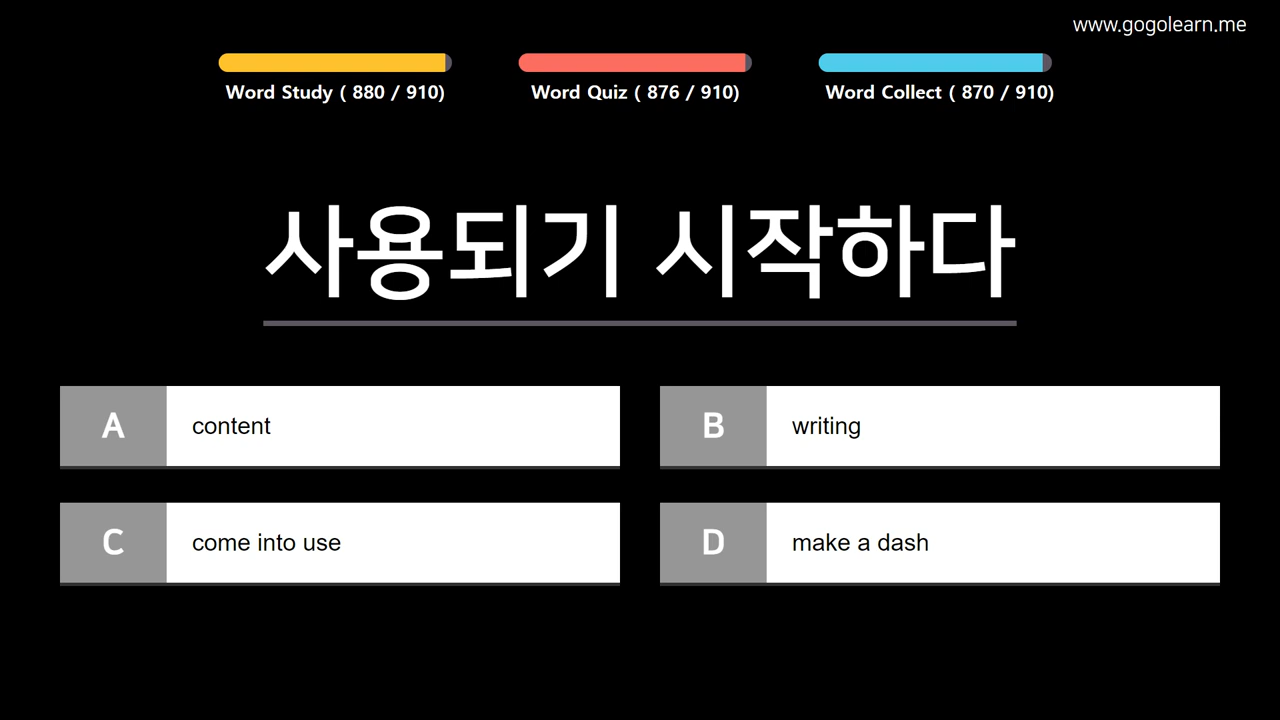 www.gogolearn.me
Word Study ( 880 / 910) Word Quiz ( 876 / 910) Word Collect ( 870 / 910)
사용되기 시작하다
A content
B writing
C come into use
D make a dash